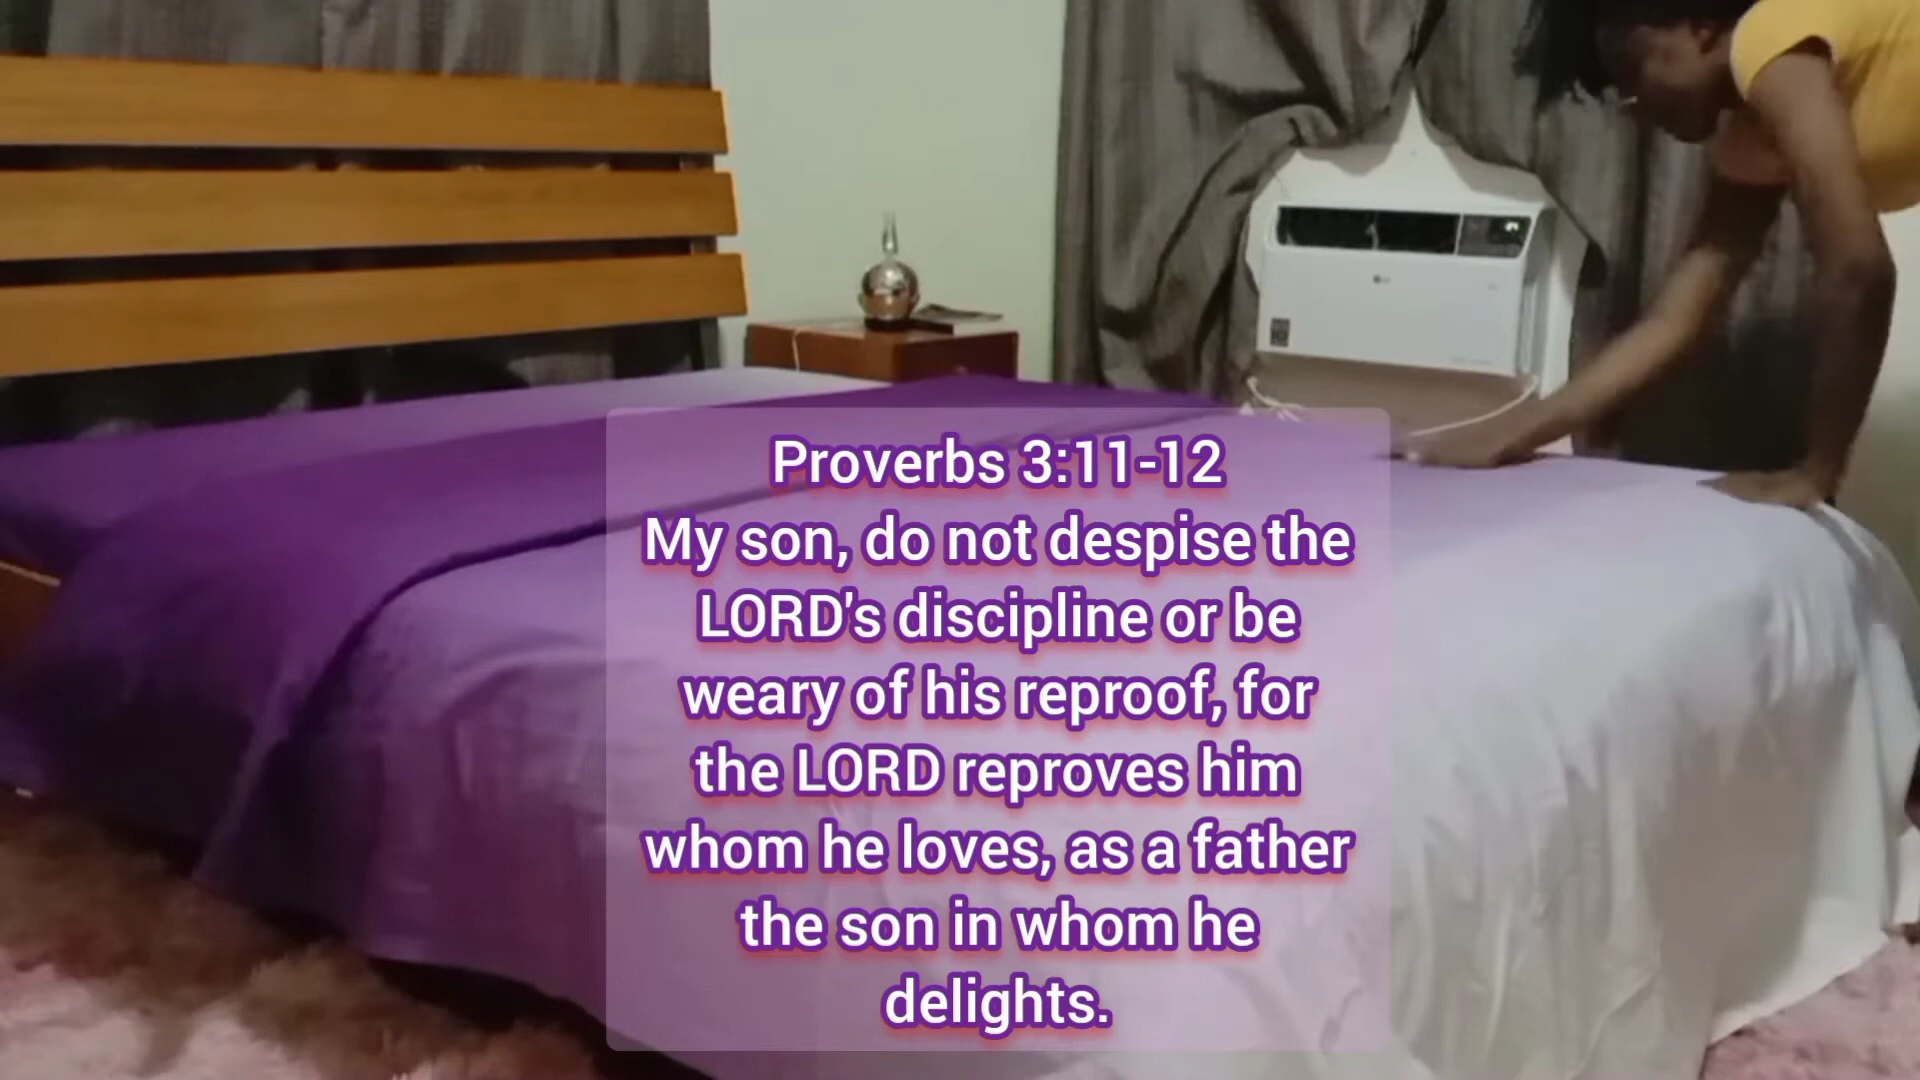 Proverbs 3:11-12
My son, do not despise the
LORD's discipline or be
weary of his reproof, for
the LORD reproves him
whom he loves, as a father
the son in whom he
delights.
LG